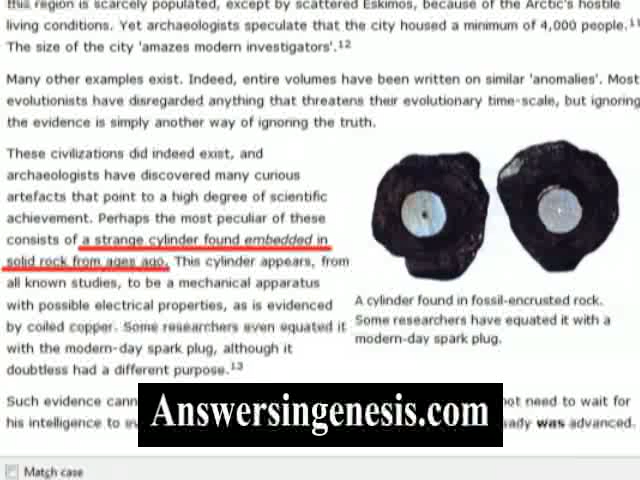 this region is scarcely populated, except by scattered Eskimos, because of the Arctic's hostile
living conditions. Yet archaeologists speculate that the city housed a minimum of 4,000 people.11
The size of the city 'amazes modern investigators'.12
Many other examples exist. Indeed, entire volumes have been written on similar 'anomalies'. Most
evolutionists have disregarded anything that threatens their evolutionary time-scale, but ignoring
the evidence is simply another way of ignoring the truth.
These civilizations did indeed exist, and
archaeologists have discovered many curious
artefacts that point to a high degree of scientific
achievement. Perhaps the most peculiar of these
consists of a strange cylinder found embedded in
solid rock from ages ago. This cylinder appears, from
all known studies, to be a mechanical apparatus
with possible electrical properties, as is evidenced
by coiled copper. Some researchers even equated it
with the modern-day spark plug, although it
doubtless had a different purpose.13
A cylinder found in fossil-encrusted rock.
Some researchers have equated it with a
modern-day spark plug.
Such evidence not need to wait for
his intelligence to was advanced.
Answersingenesis.com
Match case